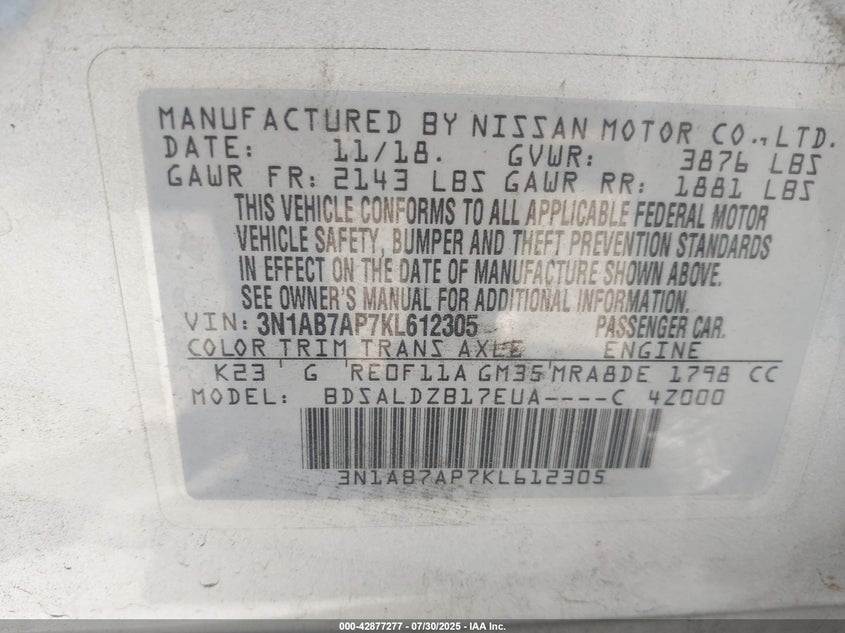 MANUFACTURED BY NISSAN MOTOR CO., LTD.
DATE: 11/18. GVWR: 3876 LBS
GAWR FR: 2143 LBS GAWR RR: 1881 LBS
THIS VEHICLE CONFORMS TO ALL APPLICABLE FEDERAL MOTOR
VEHICLE SAFETY, BUMPER AND THEFT PREVENTION STANDARDS
IN EFFECT ON THE DATE OF MANUFACTURE SHOWN ABOVE.
SEE OWNER'S MANUAL FOR ADDITIONAL INFORMATION.
VIN: 3N1AB7AP7KL612305 PASSENGER CAR.
COLOR TRIM TRANS AXLE ENGINE
K23 G RE0F11A GM35 MRA8DE 1798 CC
MODEL: BDSALDZB17EUA----C 4Z000
3N1AB7AP7KL612305
000-42877277 - 07/30/2025 - IAA Inc.